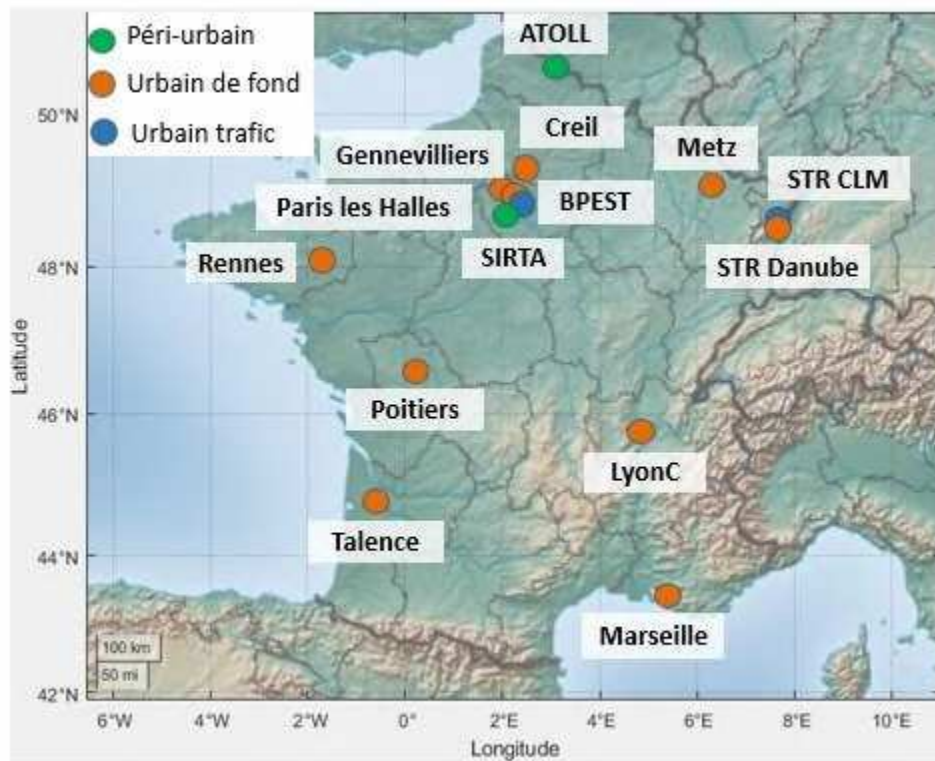 Péri-urbain
Urbain de fond
Urbain trafic
ATOLL
Creil
Gennevilliers
Metz
STR CLM
Paris les Halles
BPEST
SIRTA
STR Danube
Rennes
Poitiers
LyonC
Talence
Marseille
50°N
48°N
46°N
44°N
42°N
Latitude
100 km
50 mi
6°W
4°W
2°W
0°
2°E
4°E
6°E
8°E
10°E
Longitude